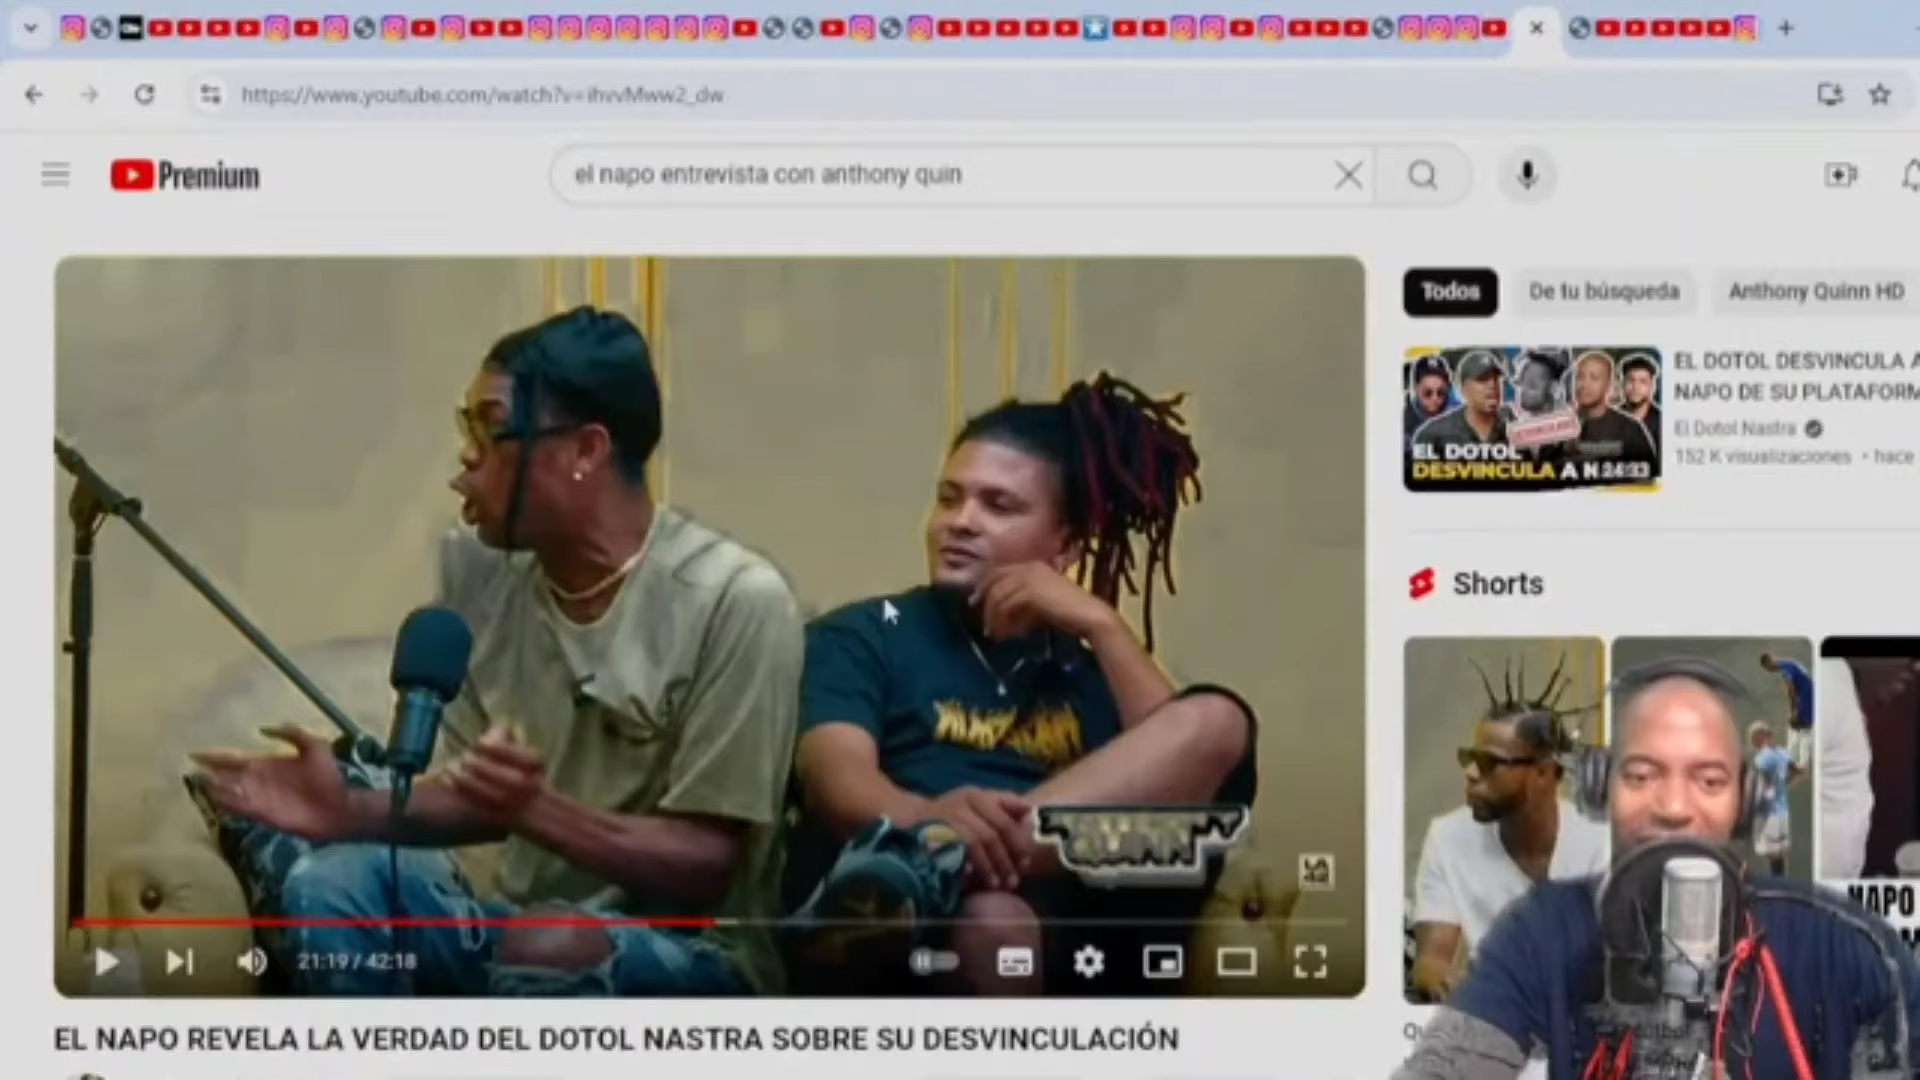 https://www.youtube.com/watch?v=ihvvMww2_dw
Premium
el napo entrevista con anthony quin
Todos
De tu búsqueda
Anthony Quinn HD
EL DOTOL DESVINCULA A
NAPO DE SU PLATAFORM
El Dotol Nastra
152 K visualizaciones • hace
EL DOTOL
DESVINCULA A N
24:33
Shorts
QUINN
LA
21:19 / 42:18
NAPO
EL NAPO REVELA LA VERDAD DEL DOTOL NASTRA SOBRE SU DESVINCULACIÓN